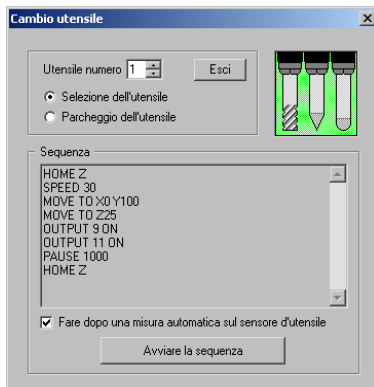 Cambio utensile
Utensile numero 1 Esci
Selezione dell'utensile
Parcheggio dell'utensile
Sequenza
HOME Z
SPEED 30
MOVE TO X0 Y100
MOVE TO Z25
OUTPUT 9 ON
OUTPUT 11 ON
PAUSE 1000
HOME Z
Fare dopo una misura automatica sul sensore d'utensile
Avviare la sequenza